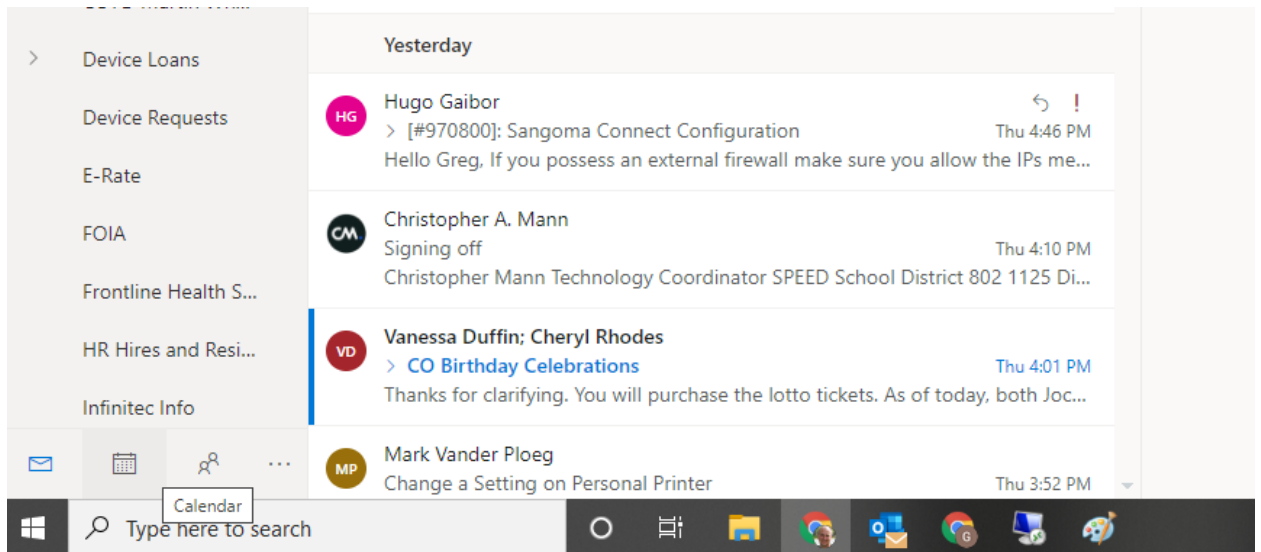 Device Loans
Device Requests
E-Rate
FOIA
Frontline Health S...
HR Hires and Resi...
Infinitec Info
Calendar
Yesterday
HG
Hugo Gaibor
[#970800]: Sangoma Connect Configuration
Thu 4:46 PM
Hello Greg, If you possess an external firewall make sure you allow the IPs me...
CM.
Christopher A. Mann
Signing off
Thu 4:10 PM
Christopher Mann Technology Coordinator SPEED School District 802 1125 Di...
VD
Vanessa Duffin; Cheryl Rhodes
CO Birthday Celebrations
Thu 4:01 PM
Thanks for clarifying. You will purchase the lotto tickets. As of today, both Joc...
MP
Mark Vander Ploeg
Change a Setting on Personal Printer
Thu 3:52 PM
Type here to search
G